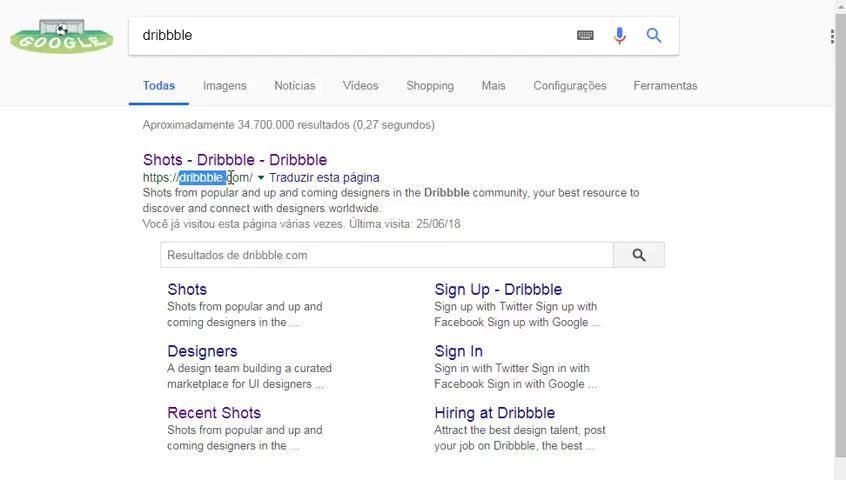 GOOGLE
dribbble
Todas Imagens Notícias Vídeos Shopping Mais Configurações Ferramentas
Aproximadamente 34.700.000 resultados (0,27 segundos)
Shots - Dribbble - Dribbble
https://dribbble.com/ Traduzir esta página
Shots from popular and up and coming designers in the Dribbble community, your best resource to
discover and connect with designers worldwide.
Você já visitou esta página várias vezes. Última visita: 25/06/18
Resultados de dribbble.com
Shots
Shots from popular and up and
coming designers in the ...
Sign Up - Dribbble
Sign up with Twitter Sign up with
Facebook Sign up with Google ...
Designers
A design team building a curated
marketplace for UI designers ...
Sign In
Sign in with Twitter Sign in with
Facebook Sign in with Google ...
Recent Shots
Shots from popular and up and
coming designers in the ...
Hiring at Dribbble
Attract the best design talent, post
your job on Dribbble, the best ...